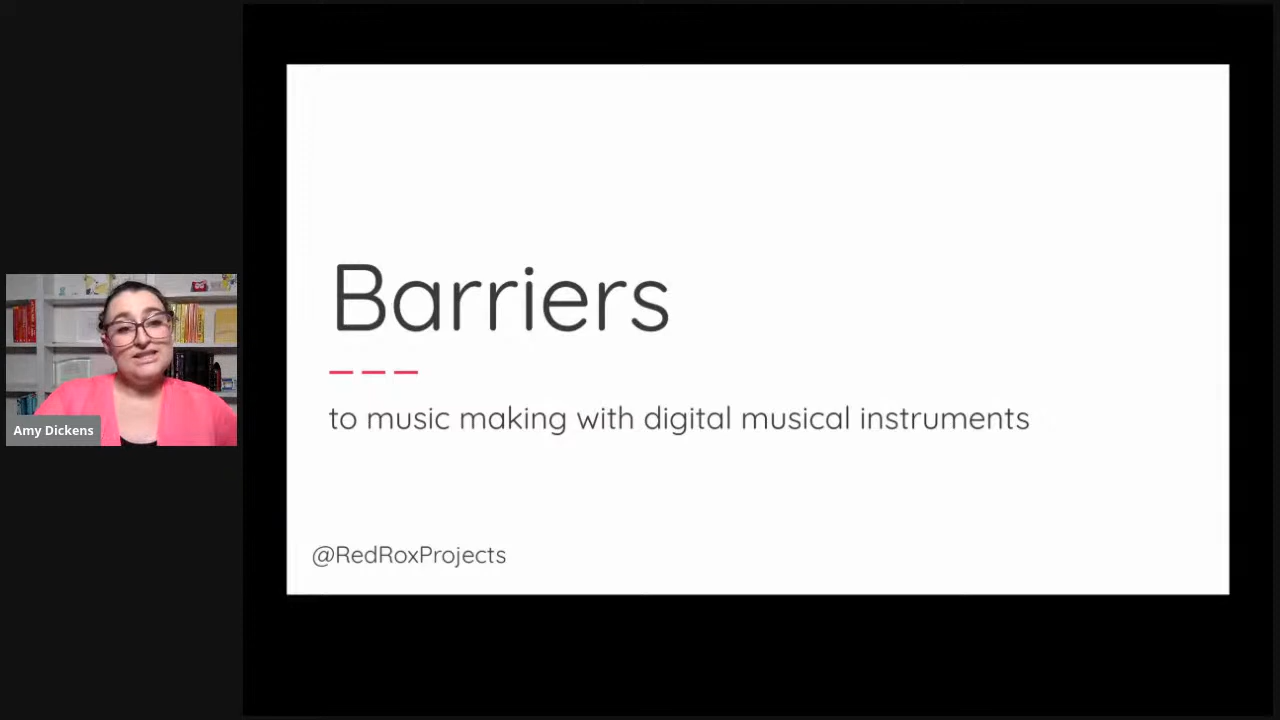 Barriers
to music making with digital musical instruments
@RedRoxProjects
Amy Dickens